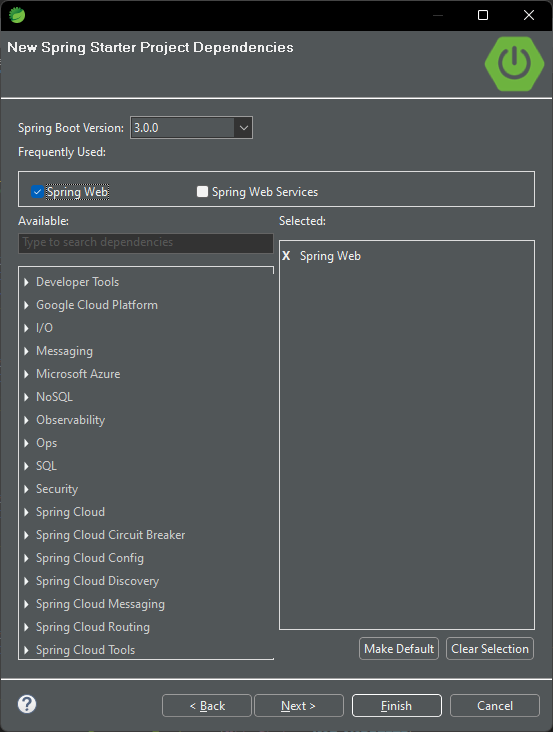 New Spring Starter Project Dependencies
Spring Boot Version: 3.0.0
Frequently Used:
Spring Web
Spring Web Services
Available:
Selected:
Type to search dependencies
X Spring Web
Developer Tools
Google Cloud Platform
I/O
Messaging
Microsoft Azure
NoSQL
Observability
Ops
SQL
Security
Spring Cloud
Spring Cloud Circuit Breaker
Spring Cloud Config
Spring Cloud Discovery
Spring Cloud Messaging
Spring Cloud Routing
Spring Cloud Tools
Make Default
Clear Selection
?
< Back
Next >
Finish
Cancel